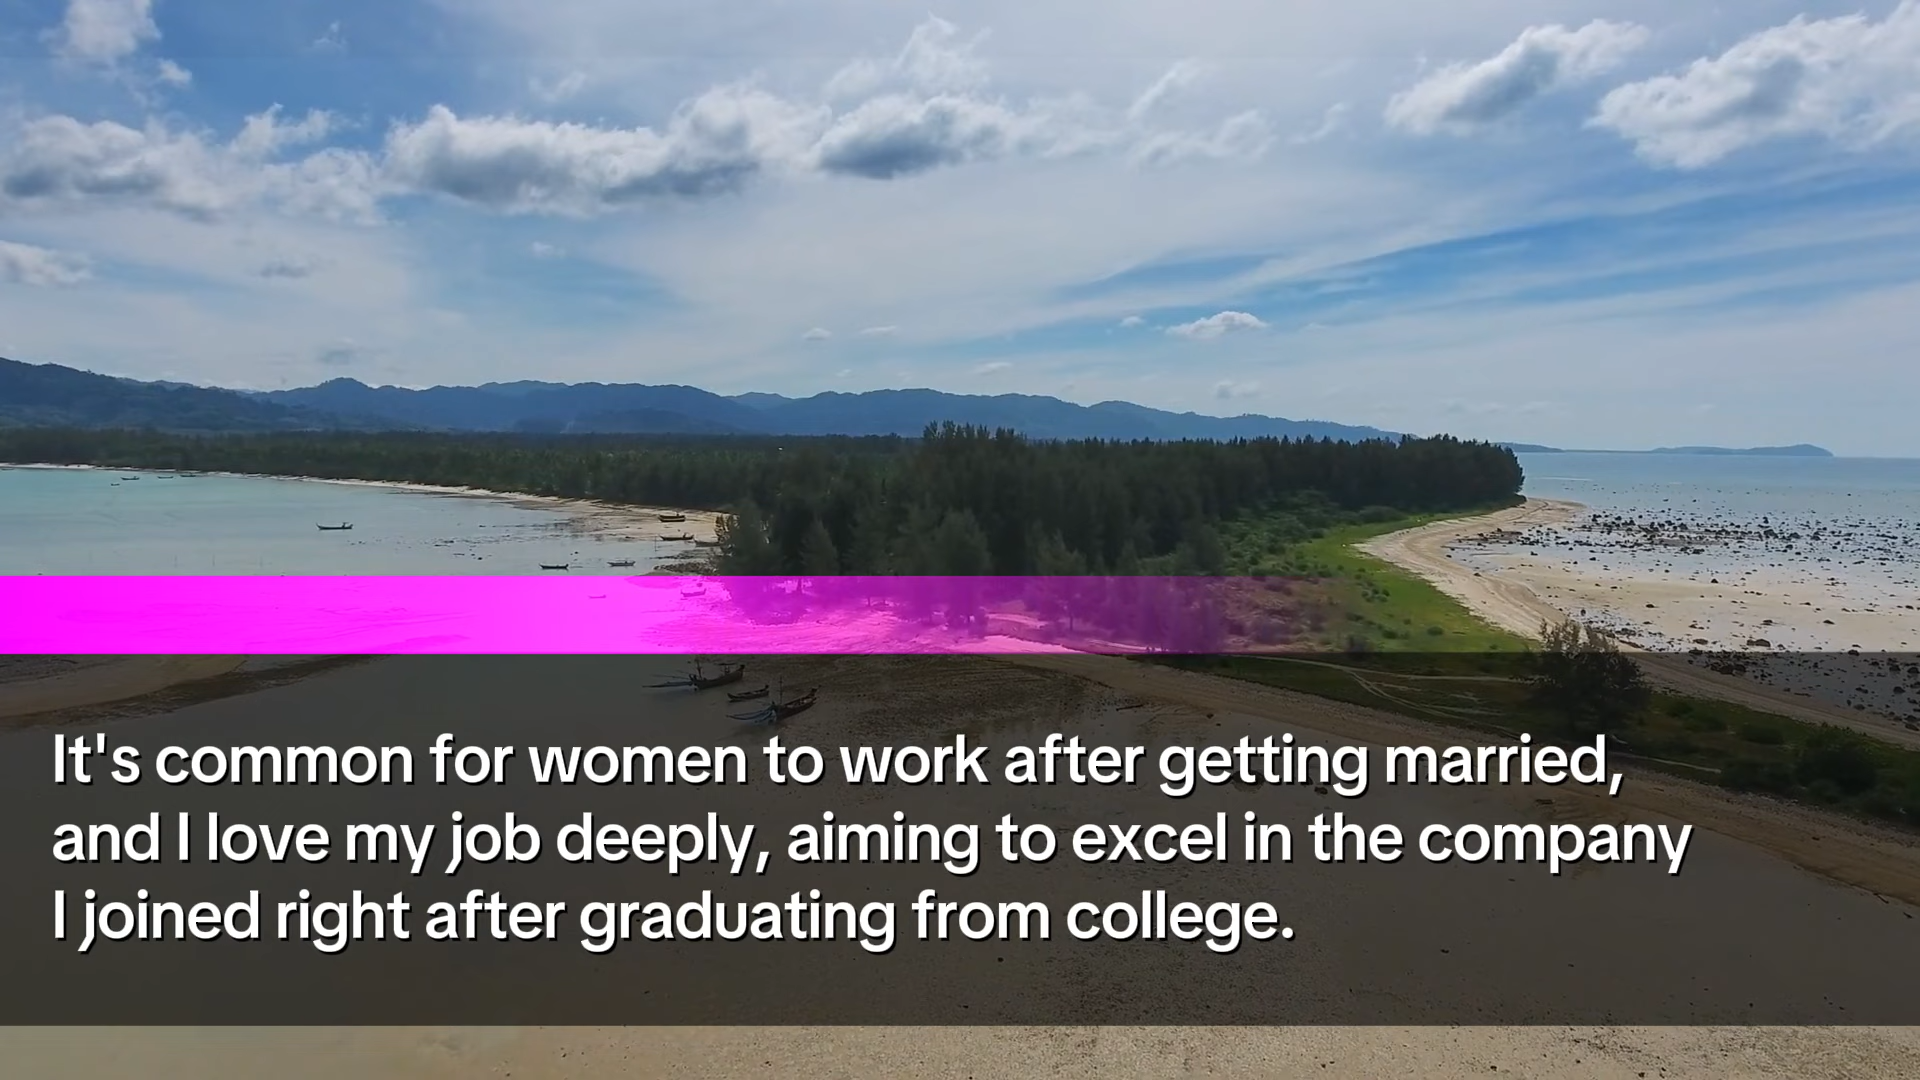 It's common for women to work after getting married,
and I love my job deeply, aiming to excel in the company
I joined right after graduating from college.